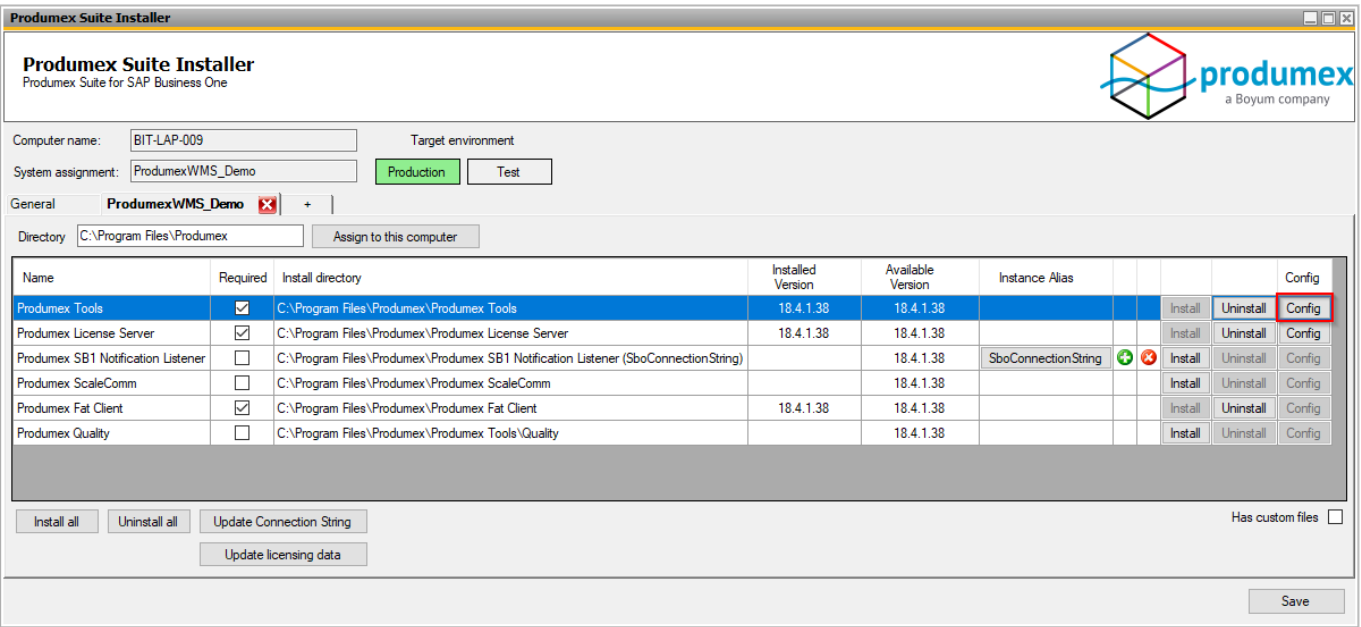 Produmex Suite Installer
Produmex Suite Installer
Produmex Suite for SAP Business One
produmex
a Boyum company
Computer name: BIT-LAP-009 Target environment
System assignment: ProdumexWMS_Demo Production Test
General ProdumexWMS_Demo +
Directory C:\Program Files\Produmex Assign to this computer
Name Required Install directory Installed Version Available Version Instance Alias Config
Produmex Tools C:\Program Files\Produmex\Produmex Tools 18.4.1.38 18.4.1.38 Install Uninstall Config
Produmex License Server C:\Program Files\Produmex\Produmex License Server 18.4.1.38 18.4.1.38 Install Uninstall Config
Produmex SB1 Notification Listener C:\Program Files\Produmex\Produmex SB1 Notification Listener (SboConnectionString) 18.4.1.38 SboConnectionString Install Uninstall Config
Produmex ScaleComm C:\Program Files\Produmex\Produmex ScaleComm 18.4.1.38 Install Uninstall Config
Produmex Fat Client C:\Program Files\Produmex\Produmex Fat Client 18.4.1.38 18.4.1.38 Install Uninstall Config
Produmex Quality C:\Program Files\Produmex\Produmex Tools\Quality 18.4.1.38 Install Uninstall Config
Install all Uninstall all Update Connection String Has custom files
Update licensing data
Save